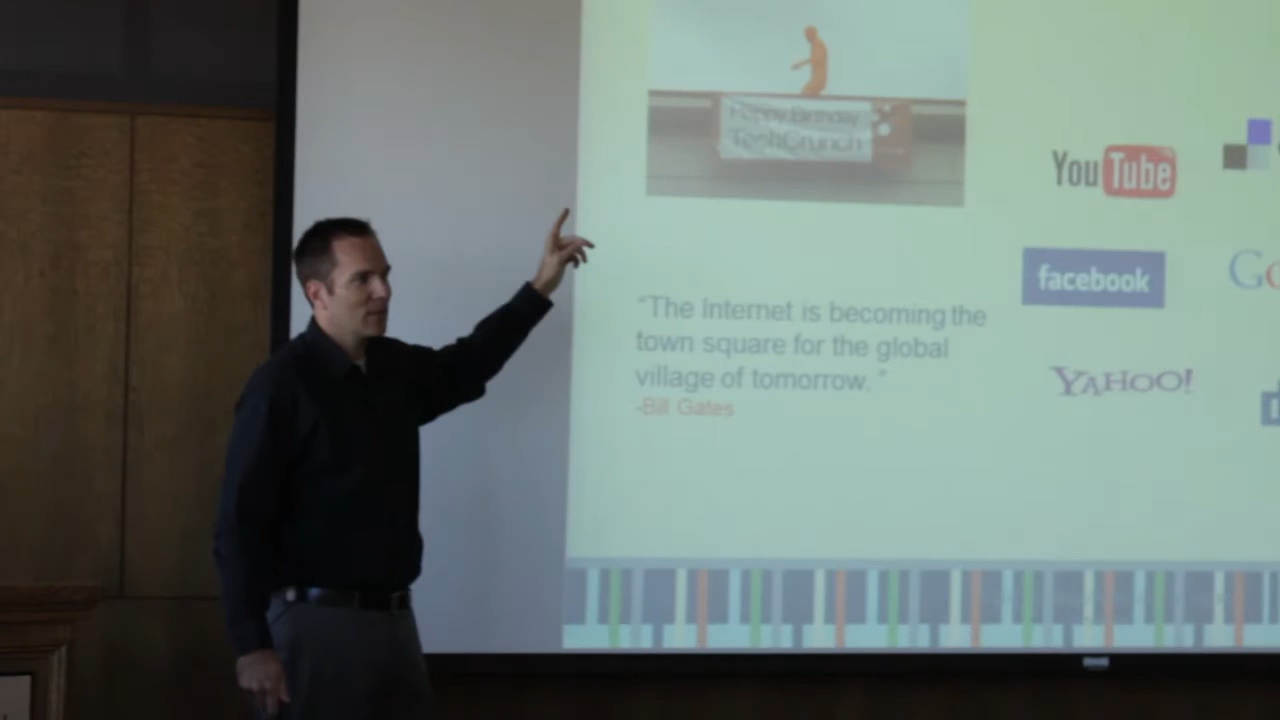 Happy Birthday
TechCrunch
YouTube
facebook
"The Internet is becoming the
town square for the global
village of tomorrow. "
-Bill Gates
YAHOO!